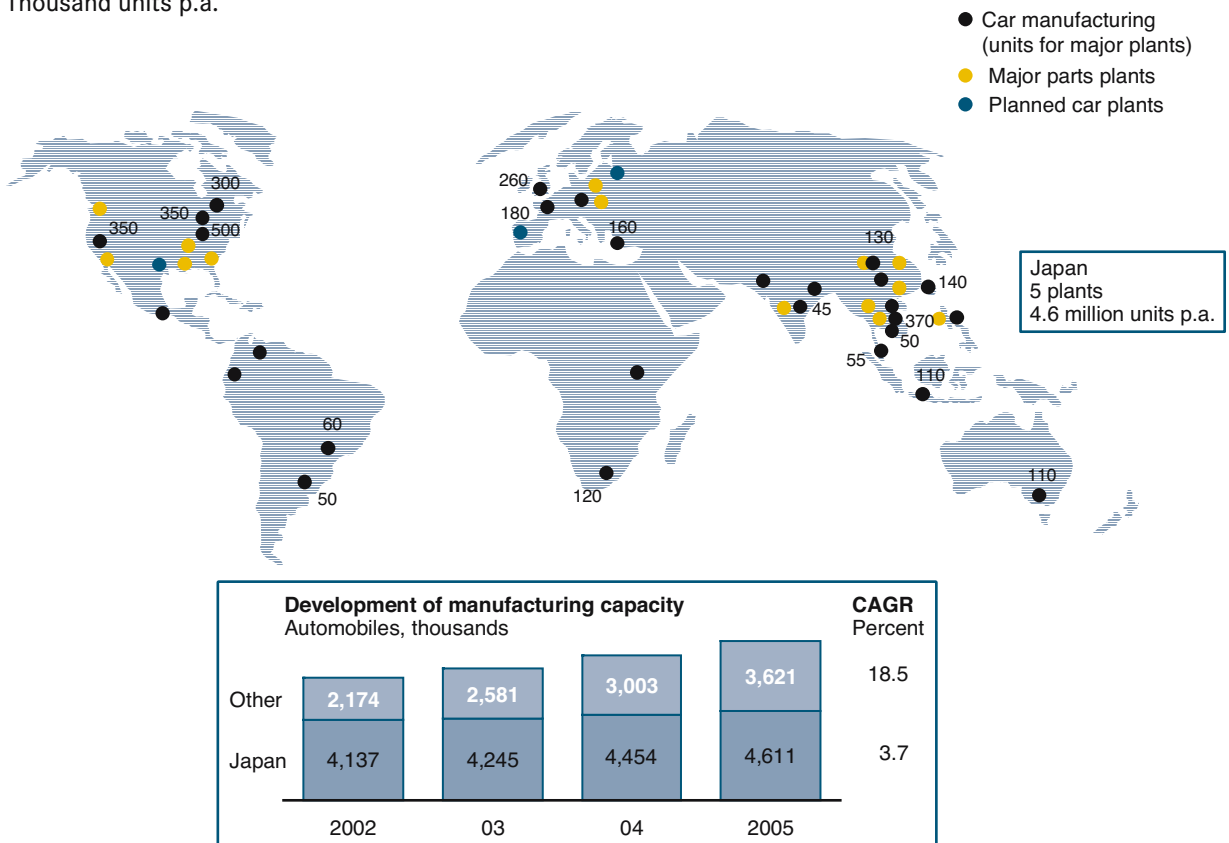 Thousand units p.a.
Car manufacturing
(units for major plants)
Major parts plants
Planned car plants
300
350
500
350
260
180
160
130
140
45
370
50
55
110
60
50
120
110
Japan
5 plants
4.6 million units p.a.
Development of manufacturing capacity
Automobiles, thousands
CAGR
Percent
Other
2,174
2,581
3,003
3,621
18.5
Japan
4,137
4,245
4,454
4,611
3.7
2002
03
04
2005